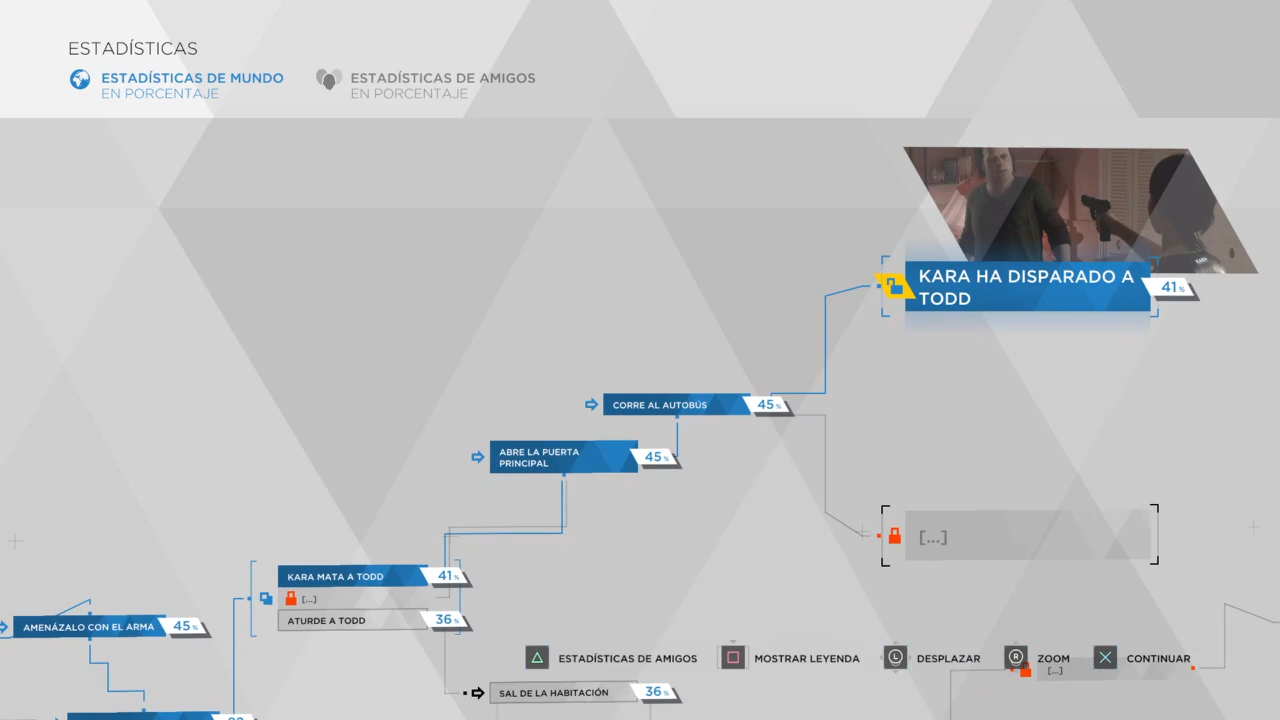 ESTADÍSTICAS
ESTADÍSTICAS DE MUNDO
EN PORCENTAJE
ESTADÍSTICAS DE AMIGOS
EN PORCENTAJE
KARA HA DISPARADO A
TODD
41%
CORRE AL AUTOBÚS 45%
ABRE LA PUERTA
PRINCIPAL
45%
[...]
KARA MATA A TODD 41%
[...]
ATURDE A TODD 36%
AMENÁZALO CON EL ARMA 45%
ESTADÍSTICAS DE AMIGOS
MOSTRAR LEYENDA
L DESPLAZAR
R ZOOM
CONTINUAR
[...]
SAL DE LA HABITACIÓN 36%